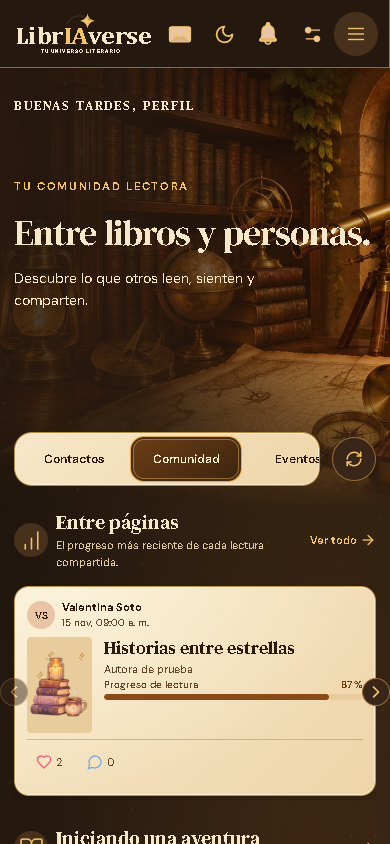 LibrIAverse
TU UNIVERSO LITERARIO
BUENAS TARDES, PERFIL
TU COMUNIDAD LECTORA
Entre libros y personas.
Descubre lo que otros leen, sienten y
comparten.
Contactos Comunidad Eventos
Entre páginas
El progreso más reciente de cada lectura
compartida.
Ver todo
VS
Valentina Soto
15 nov, 09:00 a. m.
Historias entre estrellas
Autora de prueba
Progreso de lectura 87%
2 0
Iniciando una aventura